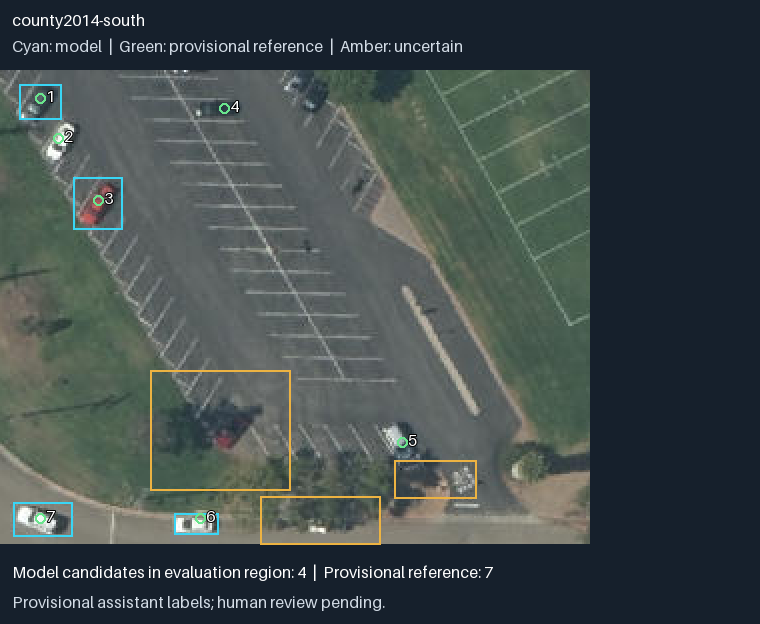 county2014-south
Cyan: model | Green: provisional reference | Amber: uncertain
1
4
2
3
5
6
7
Model candidates in evaluation region: 4 | Provisional reference: 7
Provisional assistant labels; human review pending.